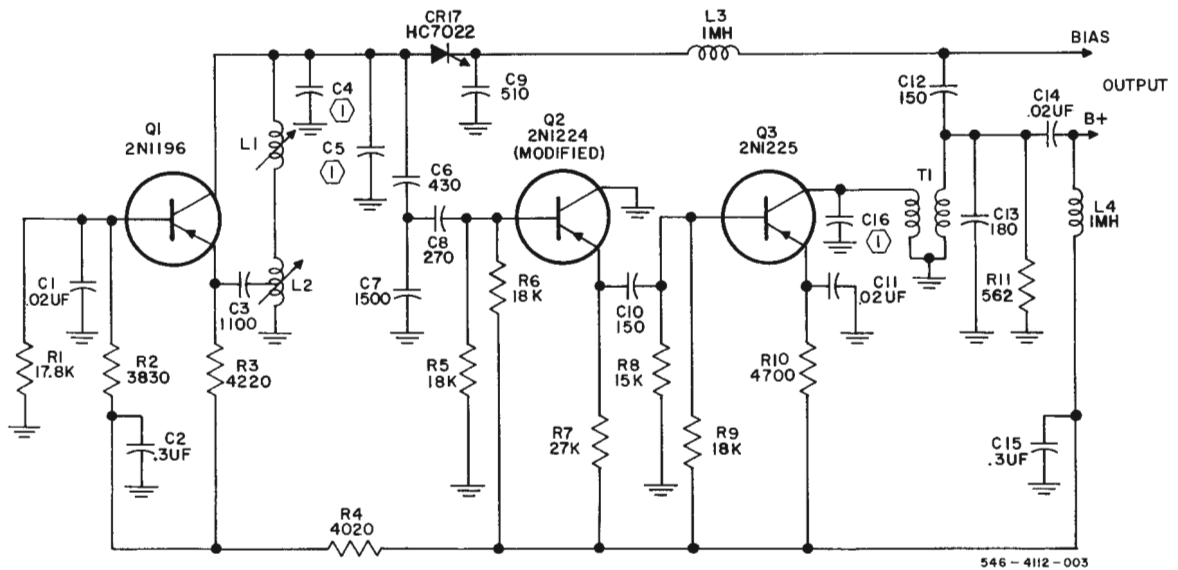 CR17
HC7022
L3
1MH
BIAS
OUTPUT
C4
1
C9
510
C12
150
C14
.02UF
B+
Q1
2N1196
L1
C5
1
Q2
2N1224
(MODIFIED)
Q3
2N1225
C6
430
T1
C8
270
C16
1
C13
180
L4
1MH
C1
.02UF
C3
1100
L2
C7
1500
R6
18K
C10
150
C11
.02UF
R11
562
R1
17.8K
R2
3830
R3
4220
R5
18K
R8
15K
R10
4700
C2
.3UF
R7
27K
R9
18K
C15
.3UF
R4
4020
546-4112-003